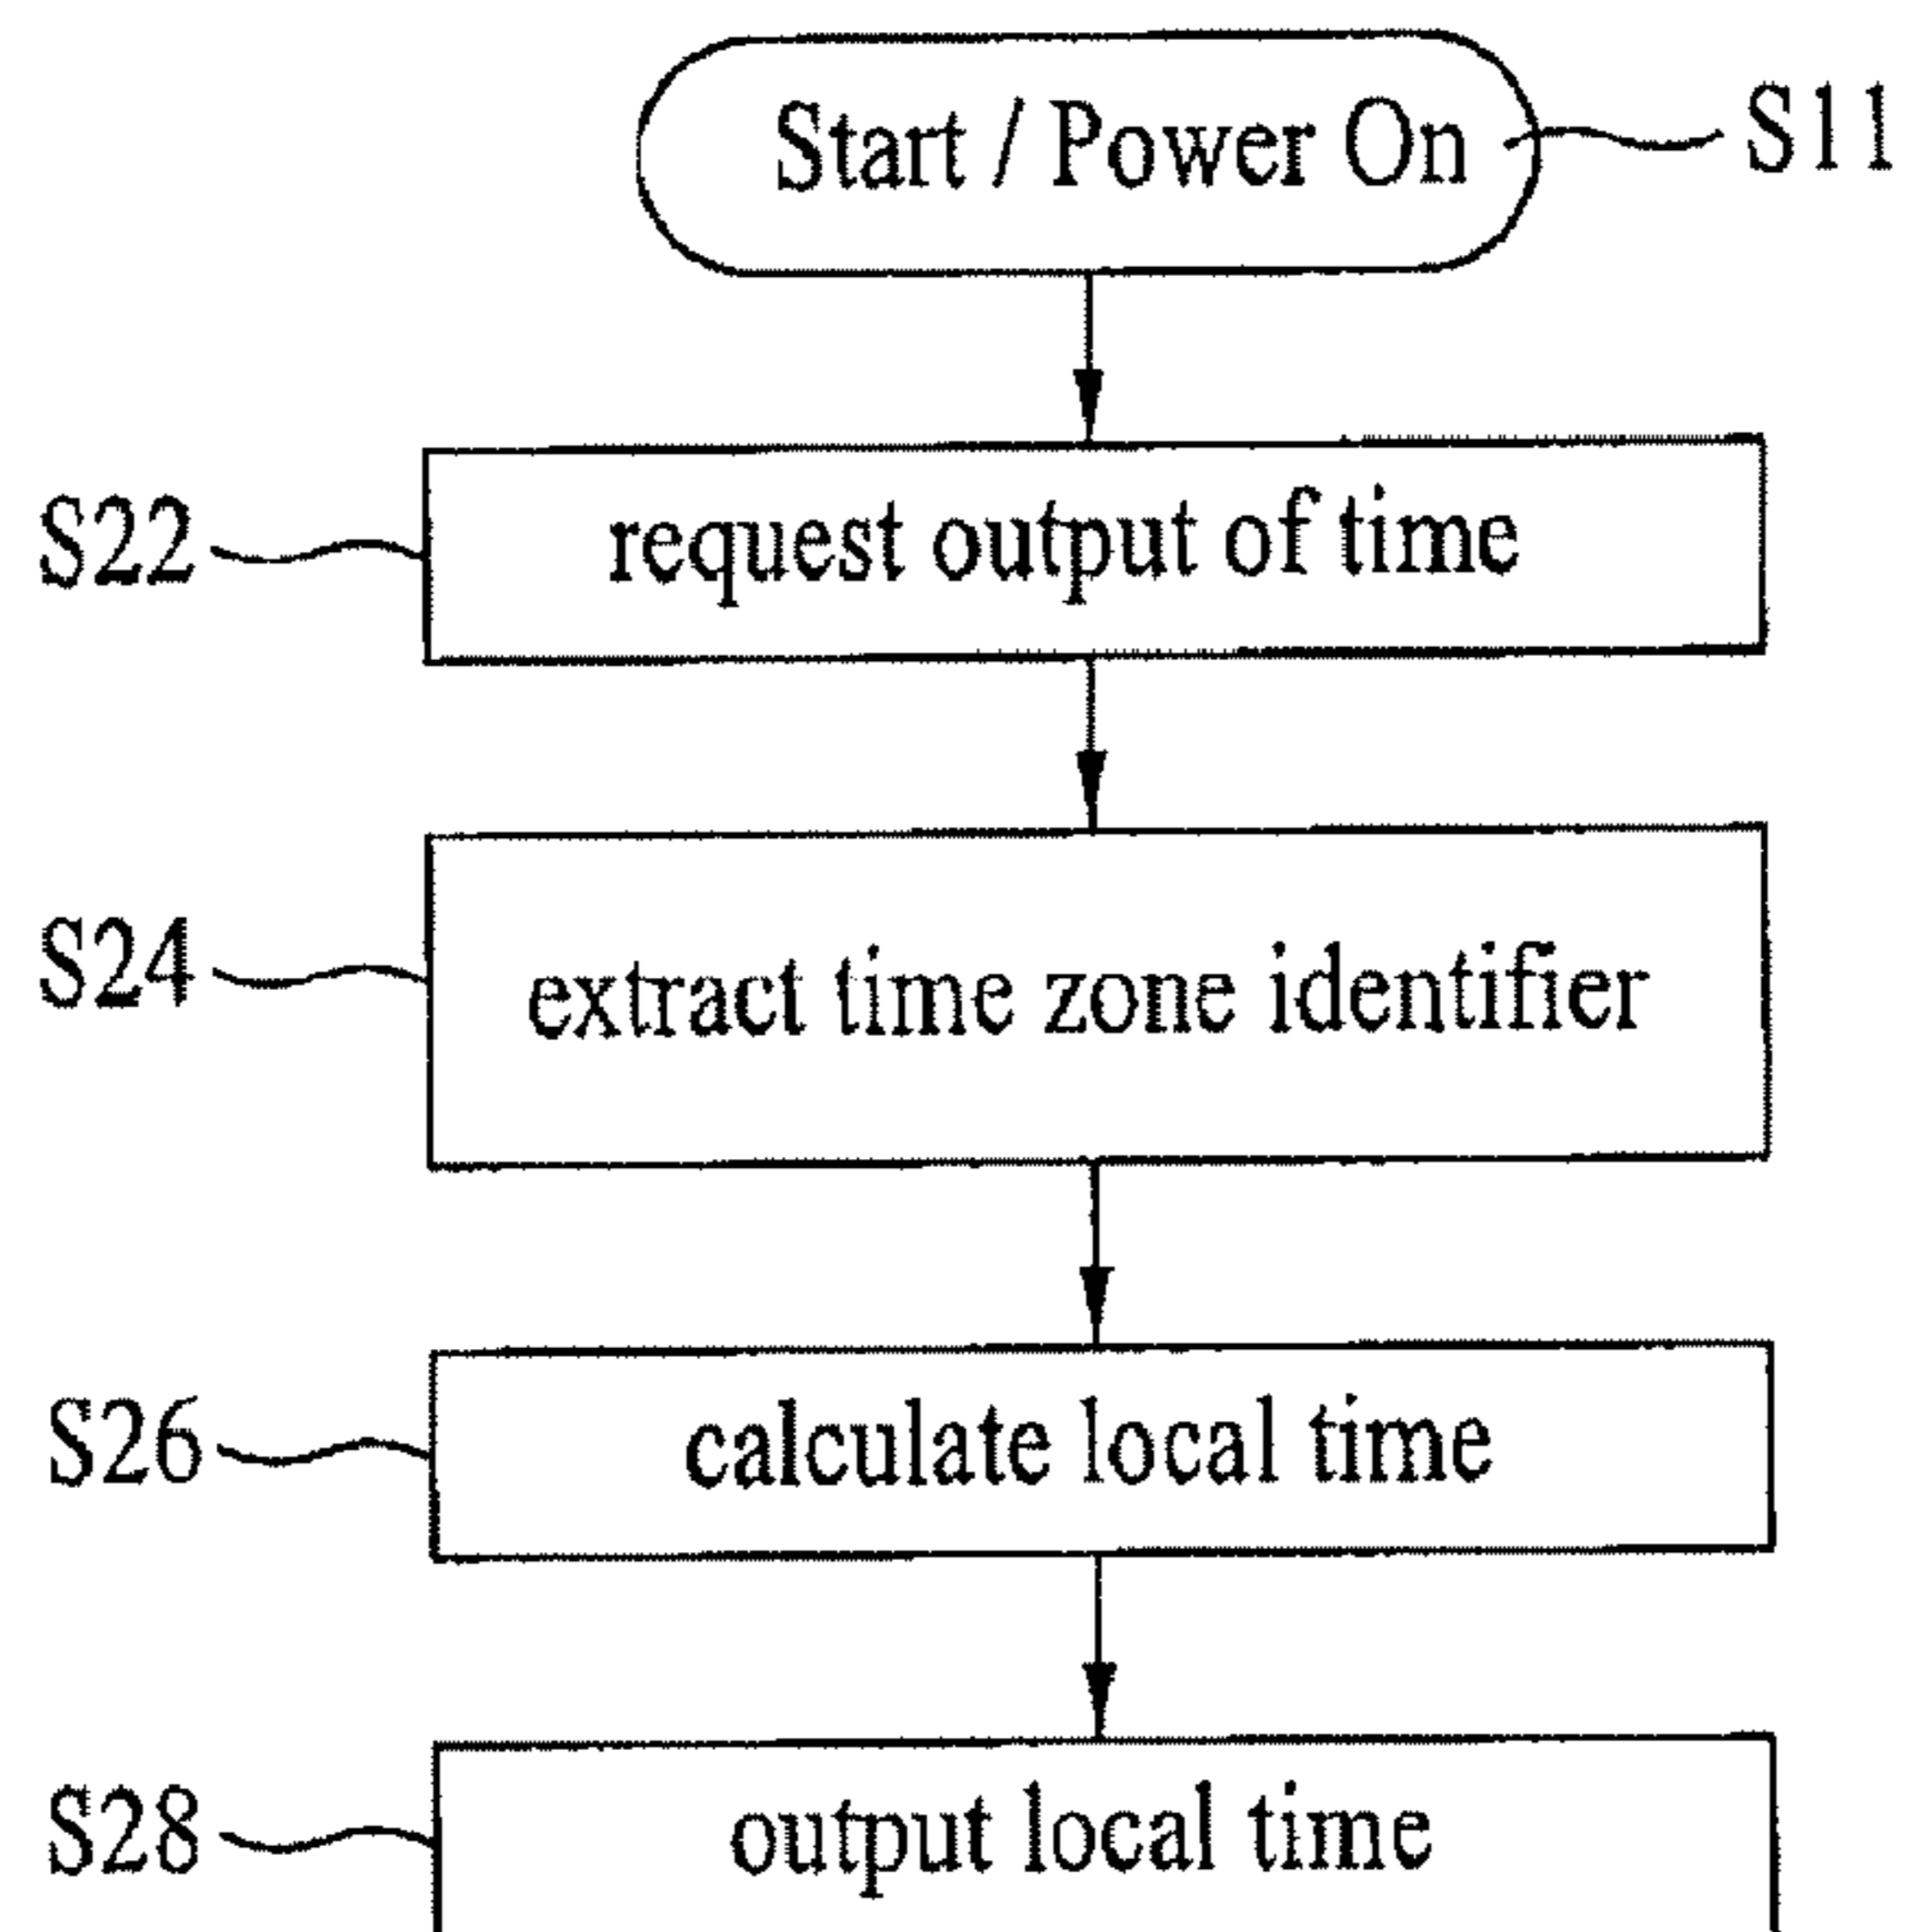 Start / Power On
S11
S22
request output of time
S24
extract time zone identifier
S26
calculate local time
S28
output local time